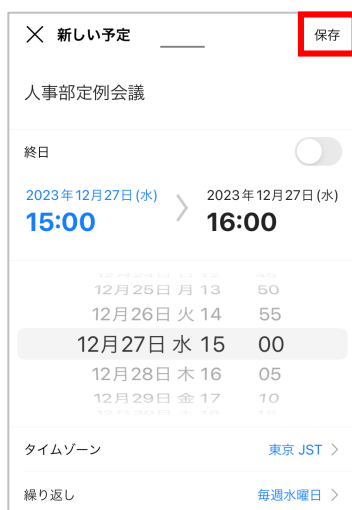 新しい予定 保存
人事部定例会議
終日
2023年12月27日(水) 2023年12月27日(水)
15:00 16:00
12月25日 月 13 50
12月26日 火 14 55
12月27日 水 15 00
12月28日 木 16 05
12月29日 金 17 10
タイムゾーン 東京 JST
繰り返し 毎週水曜日